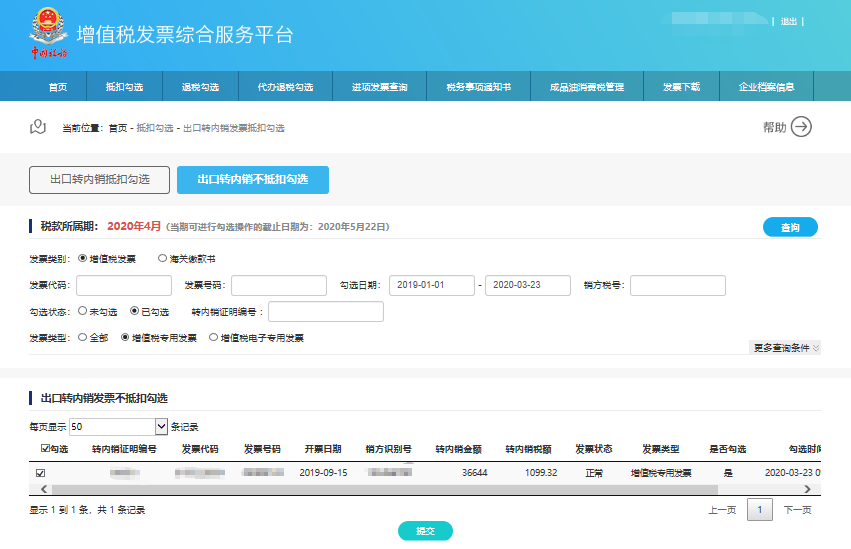 增值税发票综合服务平台 | 退出 |
中国税务
首页 抵扣勾选 退税勾选 代办退税勾选 进项发票查询 税务事项通知书 成品油消费税管理 发票下载 企业档案信息
当前位置：首页 - 抵扣勾选 - 出口转内销发票抵扣勾选 帮助
出口转内销抵扣勾选 出口转内销不抵扣勾选
税款所属期： 2020年4月 (当期可进行勾选操作的截止日期为：2020年5月22日) 查询
发票类别： 增值税发票 海关缴款书
发票代码： 发票号码： 勾选日期： 2019-01-01 - 2020-03-23 销方税号：
勾选状态： 未勾选 已勾选 转内销证明编号：
发票类型： 全部 增值税专用发票 增值税电子专用发票
更多查询条件
出口转内销发票不抵扣勾选
每页显示 50 条记录
勾选 转内销证明编号 发票代码 发票号码 开票日期 销方识别号 转内销金额 转内销税额 发票状态 发票类型 是否勾选 勾选时间
2019-09-15 36644 1099.32 正常 增值税专用发票 是 2020-03-23
显示 1 到 1 条，共 1 条记录 上一页 1 下一页
提交